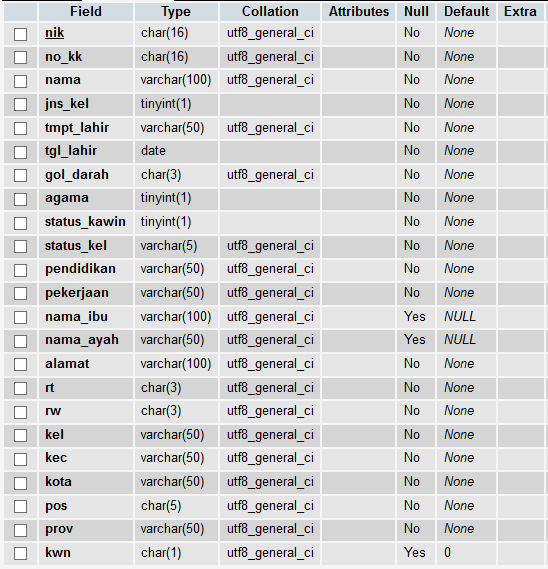 Field Type Collation Attributes Null Default Extra
nik char(16) utf8_general_ci No None
no_kk char(16) utf8_general_ci No None
nama varchar(100) utf8_general_ci No None
jns_kel tinyint(1) No None
tmpt_lahir varchar(50) utf8_general_ci No None
tgl_lahir date No None
gol_darah char(3) utf8_general_ci No None
agama tinyint(1) No None
status_kawin tinyint(1) No None
status_kel varchar(5) utf8_general_ci No None
pendidikan varchar(50) utf8_general_ci No None
pekerjaan varchar(50) utf8_general_ci No None
nama_ibu varchar(100) utf8_general_ci Yes NULL
nama_ayah varchar(50) utf8_general_ci Yes NULL
alamat varchar(100) utf8_general_ci No None
rt char(3) utf8_general_ci No None
rw char(3) utf8_general_ci No None
kel varchar(50) utf8_general_ci No None
kec varchar(50) utf8_general_ci No None
kota varchar(50) utf8_general_ci No None
pos char(5) utf8_general_ci No None
prov varchar(50) utf8_general_ci No None
kwn char(1) utf8_general_ci Yes 0